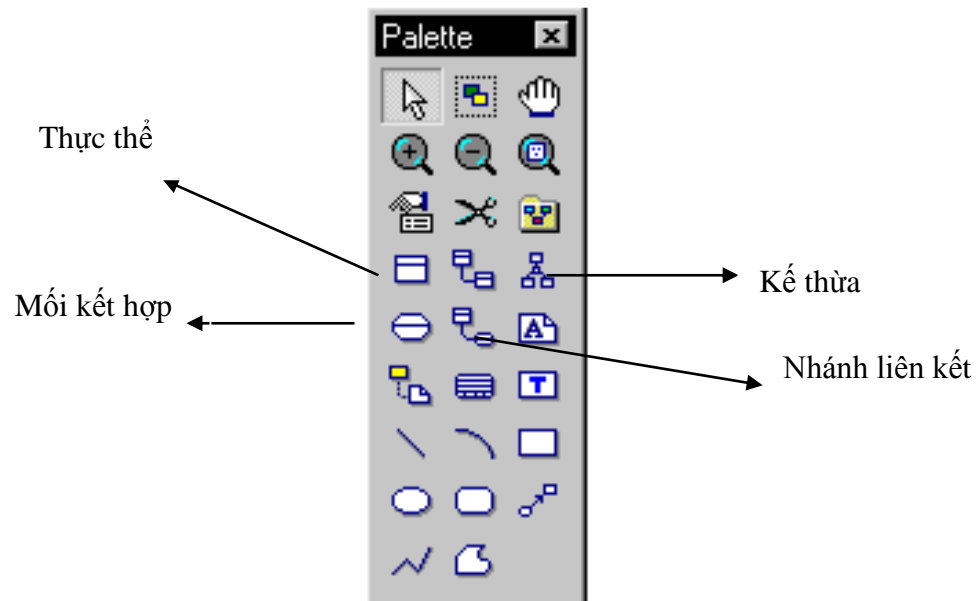 Palette
Thực thể
Kế thừa
Mối kết hợp
A
Nhánh liên kết
T